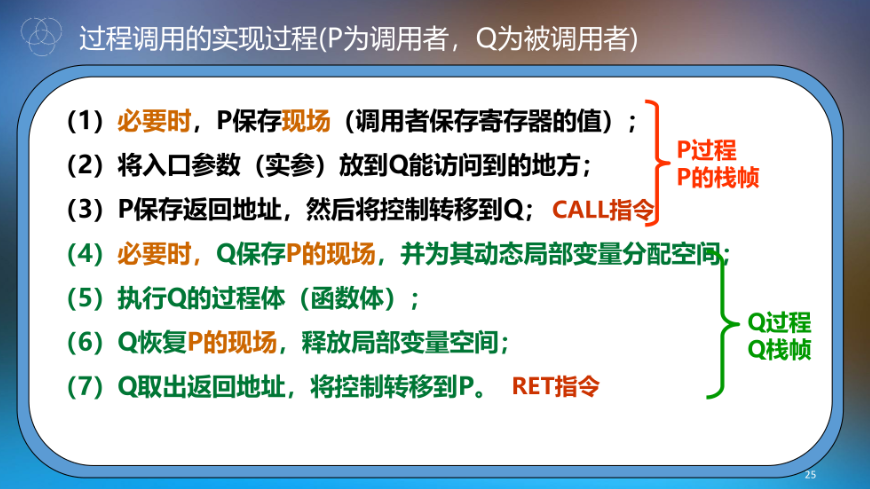 过程调用的实现过程(P为调用者，Q为被调用者)
（1）必要时，P保存现场（调用者保存寄存器的值）；
（2）将入口参数（实参）放到Q能访问到的地方；
（3）P保存返回地址，然后将控制转移到Q； CALL指令
P过程
P的栈帧
（4）必要时，Q保存P的现场，并为其动态局部变量分配空间；
（5）执行Q的过程体（函数体）；
（6）Q恢复P的现场，释放局部变量空间；
（7）Q取出返回地址，将控制转移到P。 RET指令
Q过程
Q栈帧
25